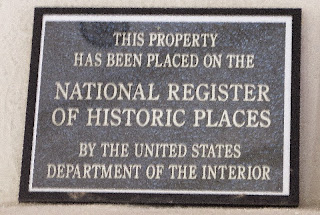 THIS PROPERTY
HAS BEEN PLACED ON THE
NATIONAL REGISTER
OF HISTORIC PLACES
BY THE UNITED STATES
DEPARTMENT OF THE INTERIOR